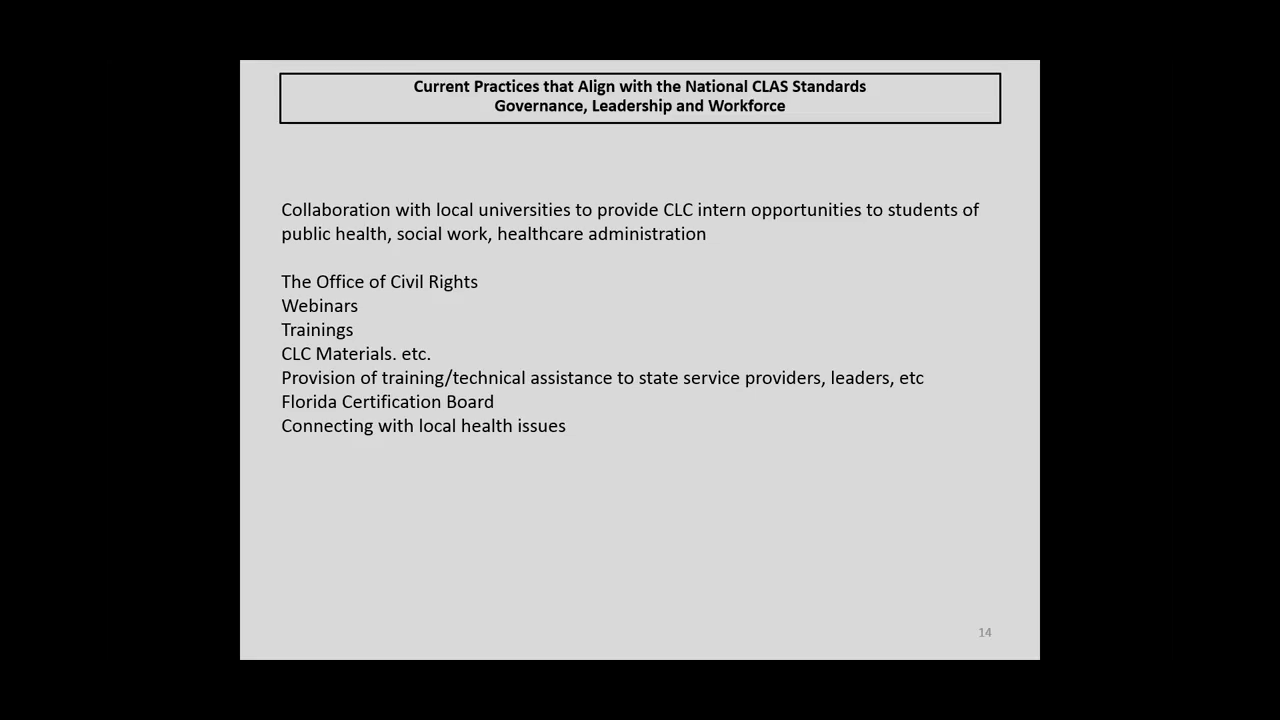 Current Practices that Align with the National CLAS Standards
Governance, Leadership and Workforce
Collaboration with local universities to provide CLC intern opportunities to students of
public health, social work, healthcare administration
The Office of Civil Rights
Webinars
Trainings
CLC Materials. etc.
Provision of training/technical assistance to state service providers, leaders, etc
Florida Certification Board
Connecting with local health issues
14